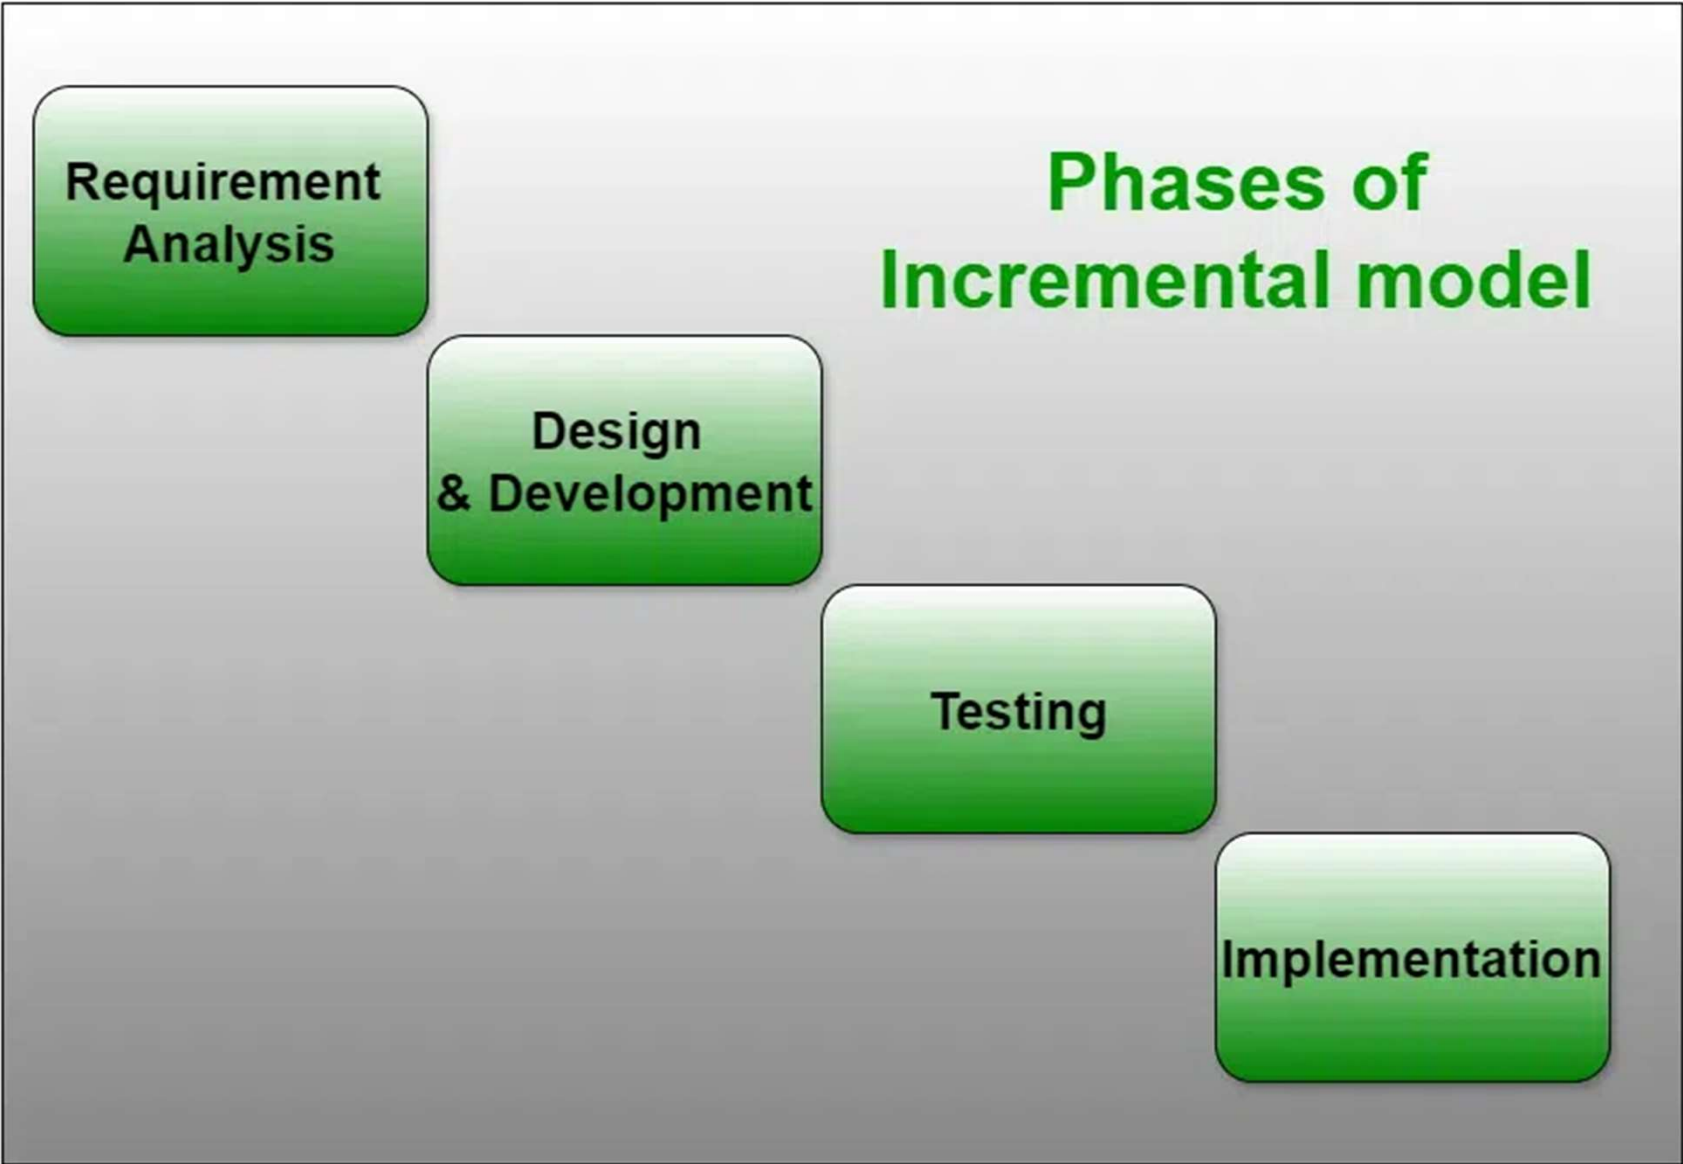 Requirement
Analysis
Phases of
Incremental model
Design
& Development
Testing
Implementation